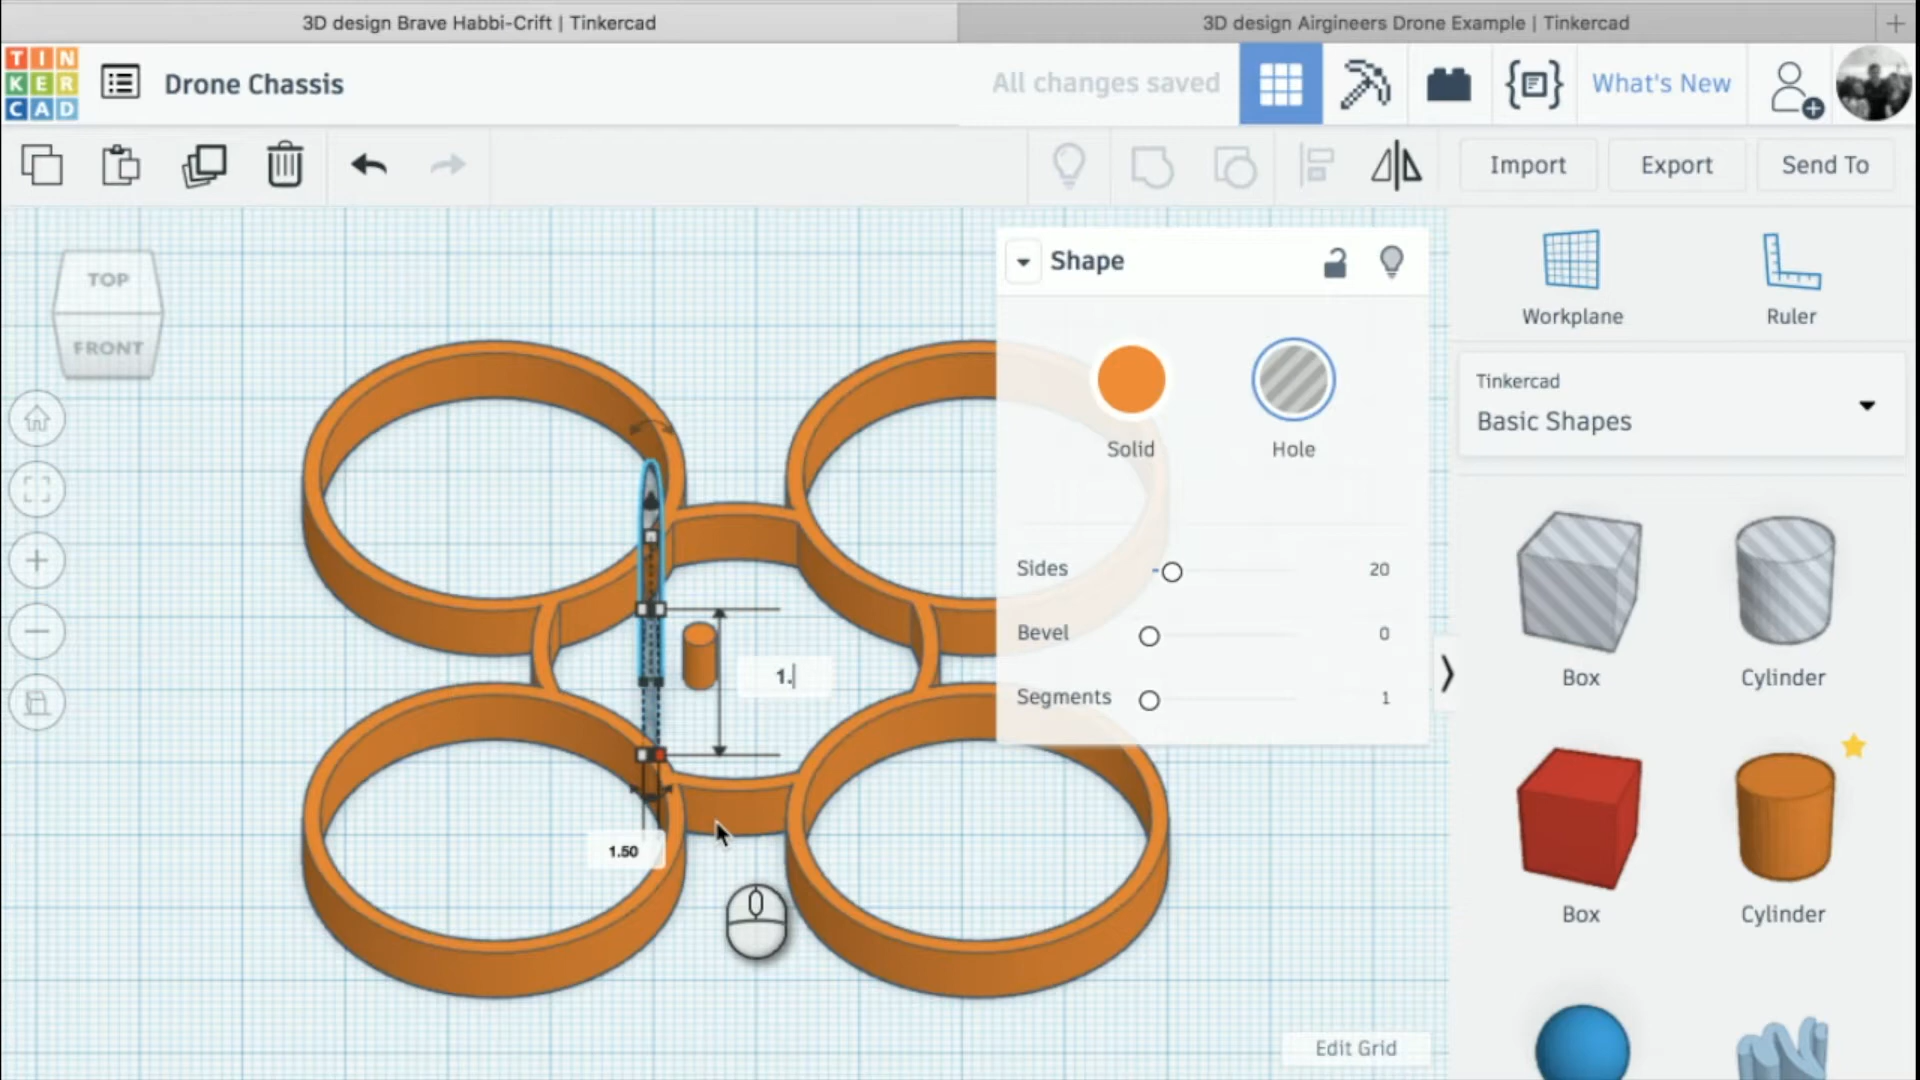 3D design Brave Habbi-Crift | Tinkercad
3D design Airgineers Drone Example | Tinkercad
TIN
KER
CAD
Drone Chassis
All changes saved
What's New
Import
Export
Send To
TOP
FRONT
Shape
Solid
Hole
Sides
20
Bevel
0
Segments
1
1.
1.50
Workplane
Ruler
Tinkercad
Basic Shapes
Box
Cylinder
Box
Cylinder
Edit Grid